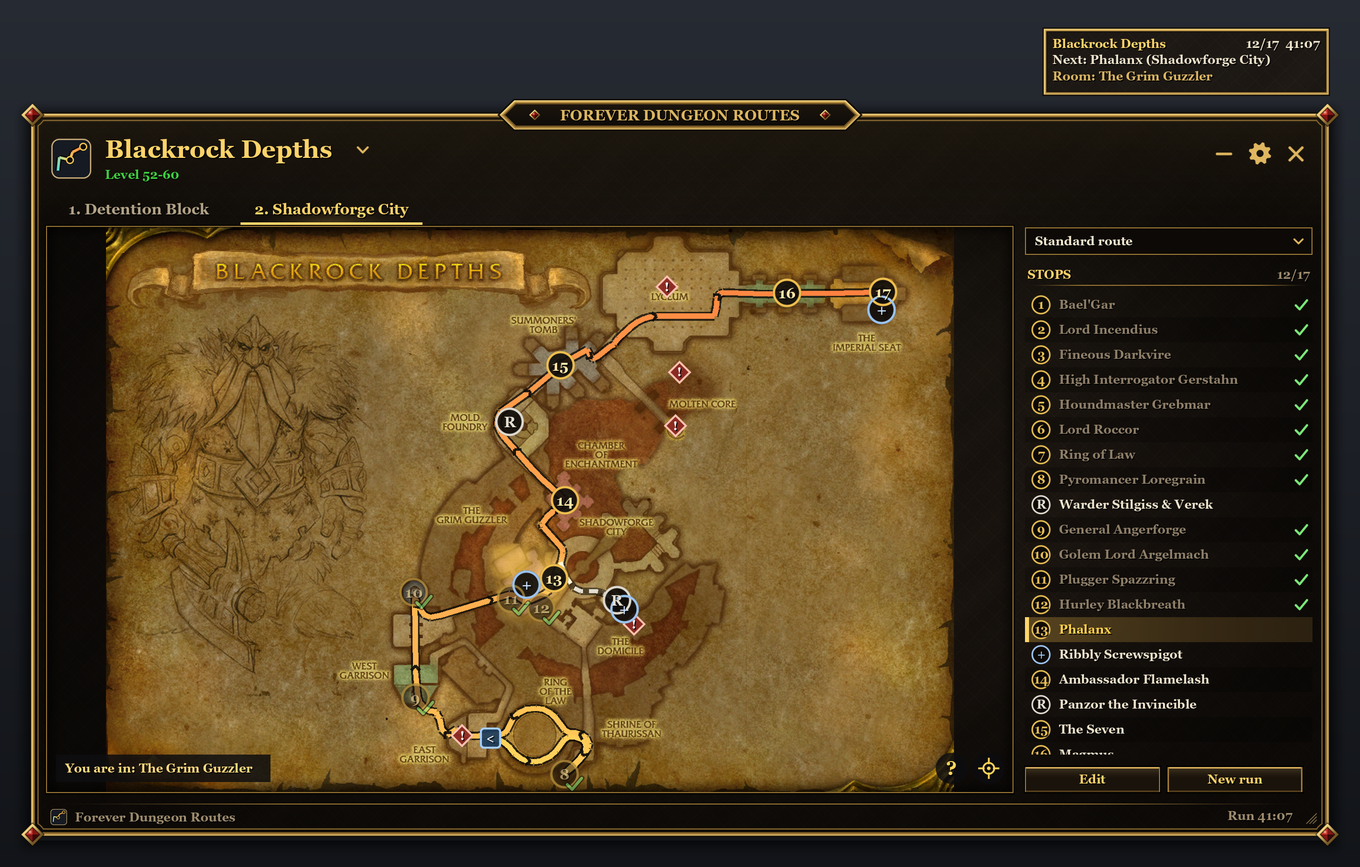 Blackrock Depths 12/17 41:07
Next: Phalanx (Shadowforge City)
Room: The Grim Guzzler
FOREVER DUNGEON ROUTES
Blackrock Depths
Level 52-60
1. Detention Block
2. Shadowforge City
BLACKROCK DEPTHS
!
LYCEUM
16
17
+
THE
IMPERIAL SEAT
SUMMONERS'
TOMB
15
!
MOLTEN CORE
!
MOLD
FOUNDRY
R
CHAMBER
OF
ENCHANTMENT
14
THE
GRIM GUZZLER
SHADOWFORGE
CITY
13
+
10
11
12
R
+
!
THE
DOMICILE
WEST
GARRISON
9
RING
OF THE
LAW
SHRINE OF
THAURISSAN
!
<
EAST
GARRISON
8
You are in: The Grim Guzzler
?
Standard route
STOPS 12/17
1 Bael'Gar
2 Lord Incendius
3 Fineous Darkvire
4 High Interrogator Gerstahn
5 Houndmaster Grebmar
6 Lord Roccor
7 Ring of Law
8 Pyromancer Loregrain
R Warder Stilgiss & Verek
9 General Angerforge
10 Golem Lord Argelmach
11 Plugger Spazzring
12 Hurley Blackbreath
13 Phalanx
+ Ribbly Screwspigot
14 Ambassador Flamelash
R Panzor the Invincible
15 The Seven
16 Magmus
Edit
New run
Forever Dungeon Routes
Run 41:07